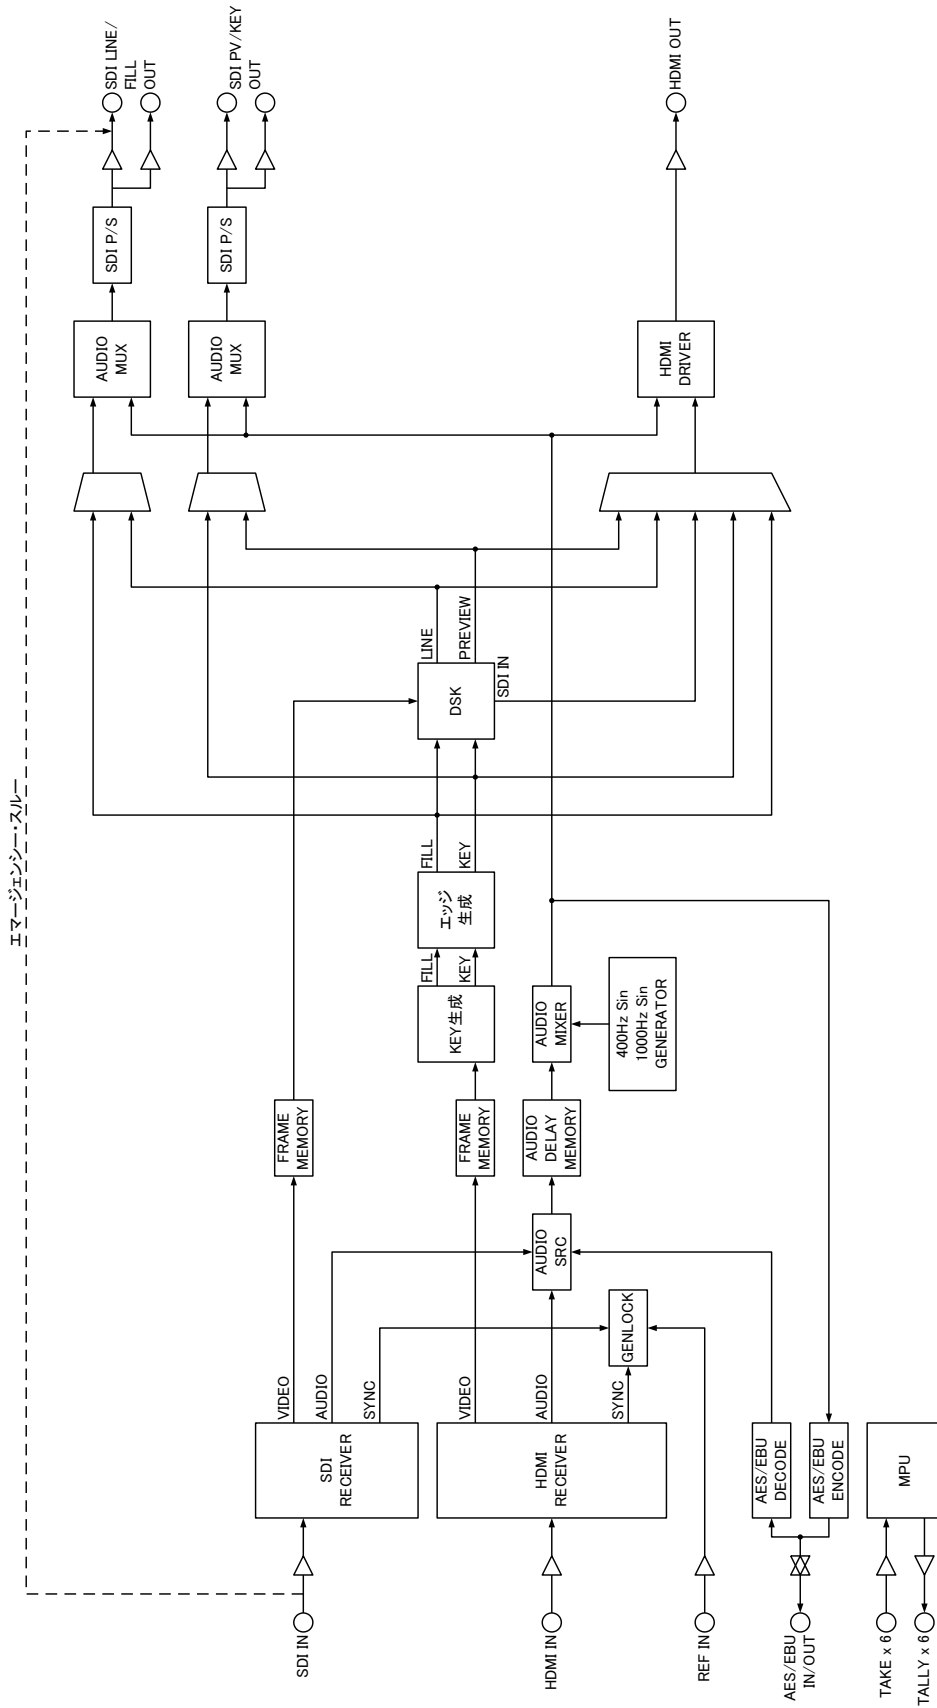 エマージェンシー・スルー
SDI IN
HDMI IN
REF IN
AES/EBU
IN/OUT
TAKE x 6
TALLY x 6
SDI
RECEIVER
VIDEO
AUDIO
SYNC
HDMI
RECEIVER
VIDEO
AUDIO
SYNC
AES/EBU
DECODE
AES/EBU
ENCODE
MPU
GENLOCK
AUDIO
SRC
FRAME
MEMORY
FRAME
MEMORY
AUDIO
DELAY
MEMORY
KEY生成
FILL
KEY
AUDIO
MIXER
400Hz Sin
1000Hz Sin
GENERATOR
エッジ
生成
FILL
KEY
DSK
LINE
PREVIEW
SDI IN
AUDIO
MUX
AUDIO
MUX
HDMI
DRIVER
SDI P/S
SDI P/S
SDI LINE/
FILL
OUT
SDI PV/KEY
OUT
HDMI OUT